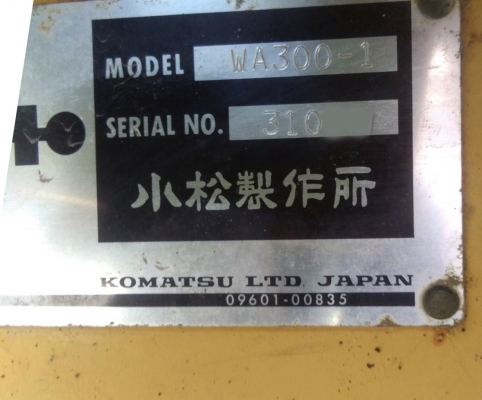 MODEL WA300-1
SERIAL NO. 310
小松製作所
KOMATSU LTD. JAPAN
09601-00835